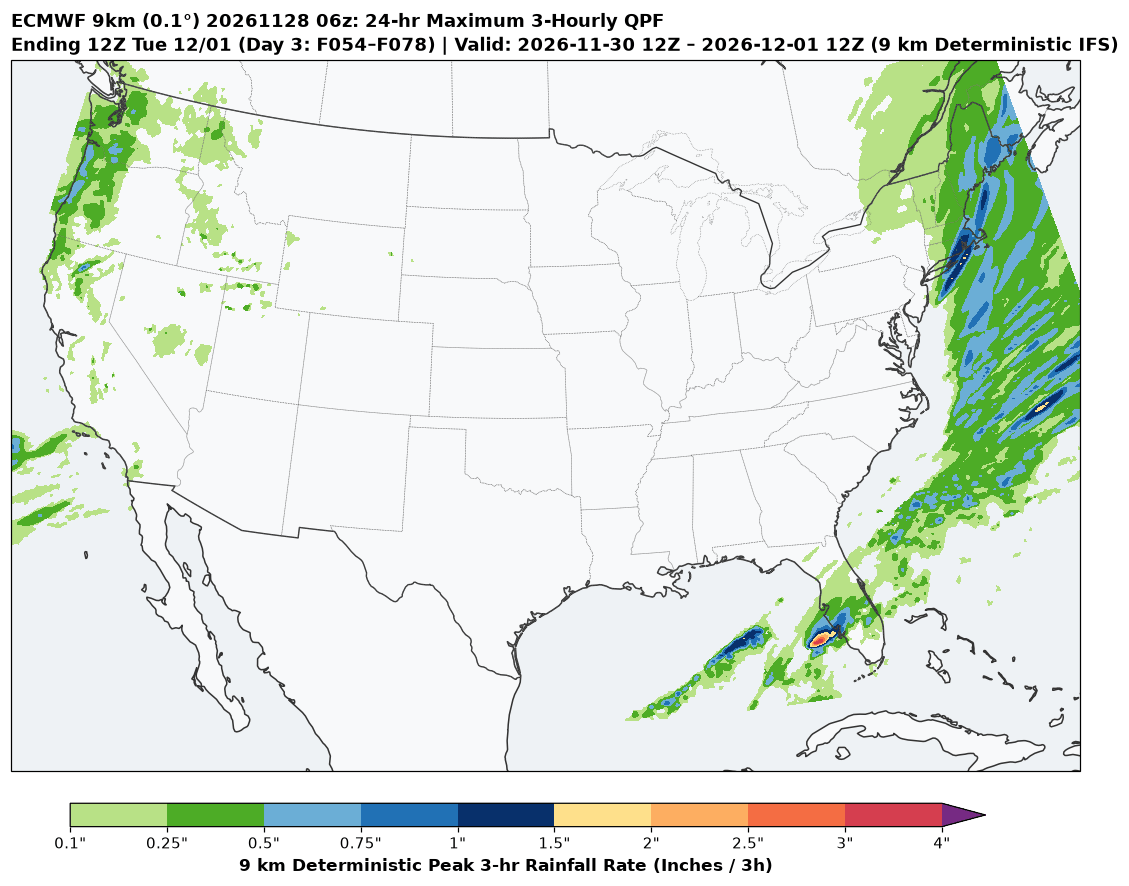 ECMWF 9km (0.1°) 20261128 06z: 24-hr Maximum 3-Hourly QPF
Ending 12Z Tue 12/01 (Day 3: F054–F078) | Valid: 2026-11-30 12Z – 2026-12-01 12Z (9 km Deterministic IFS)
0.1" 0.25" 0.5" 0.75" 1" 1.5" 2" 2.5" 3" 4"
9 km Deterministic Peak 3-hr Rainfall Rate (Inches / 3h)